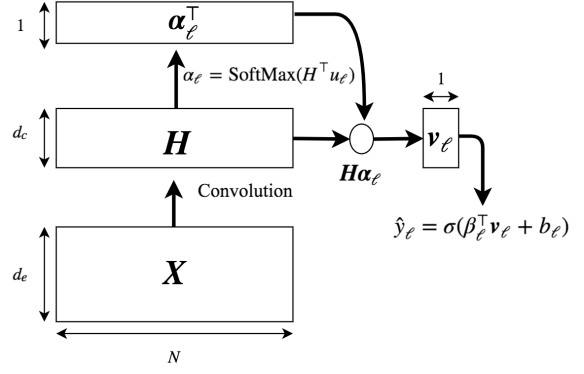 1
α_ℓ^⊤
α_ℓ = SoftMax(H^⊤ u_ℓ)
1
d_c
H
v_ℓ
Hα_ℓ
Convolution
ŷ_ℓ = σ(β_ℓ^⊤ v_ℓ + b_ℓ)
d_e
X
N